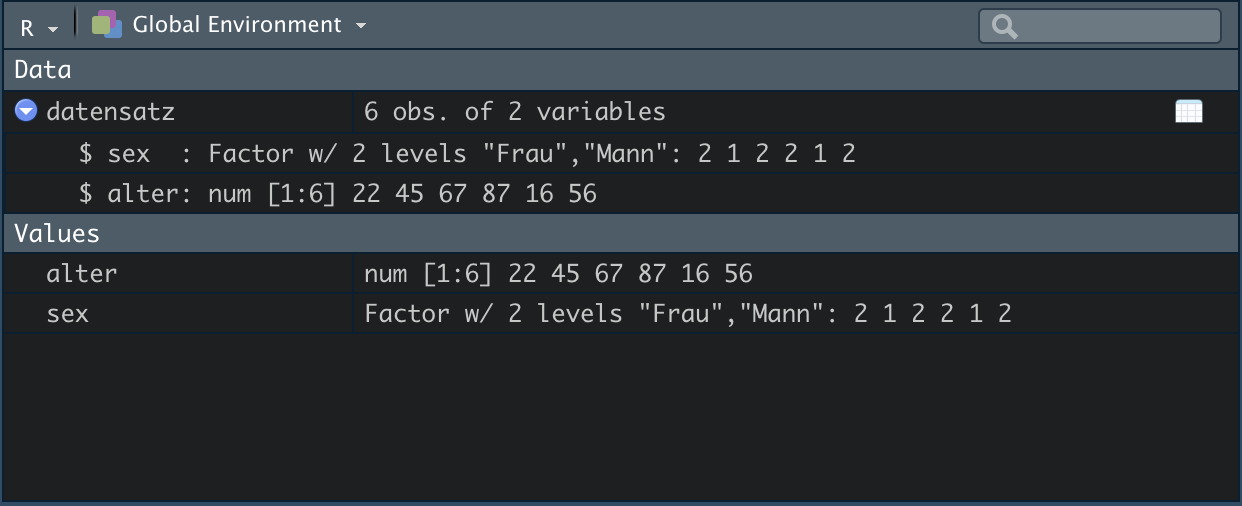 R Global Environment
Data
datensatz 6 obs. of 2 variables
$ sex : Factor w/ 2 levels "Frau","Mann": 2 1 2 2 1 2
$ alter: num [1:6] 22 45 67 87 16 56
Values
alter num [1:6] 22 45 67 87 16 56
sex Factor w/ 2 levels "Frau","Mann": 2 1 2 2 1 2